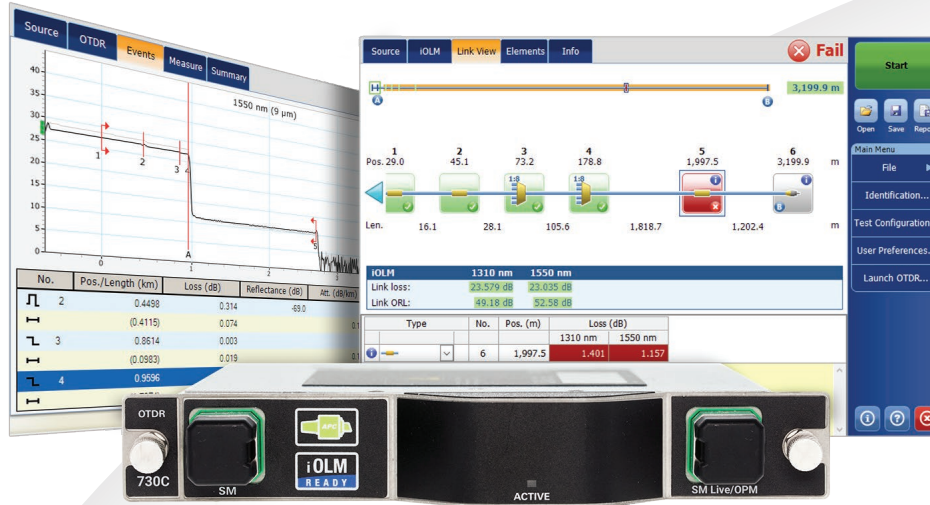 Source OTDR Events Measure Summary
1550 nm (9 µm)
40
35
30
25
20
15
10
5
0
1 2 3 4 5
A
0 1 2
No. Pos./Length (km) Loss (dB) Reflectance (dB) Att. (dB/km)
2 0.4498 0.314 -69.0
(0.4115) 0.074
3 0.8614 0.003
(0.0983) 0.019
4 0.9596
Source iOLM Link View Elements Info Fail
3,199.9 m
A B
1 2 3 4 5 6
Pos. 29.0 45.1 73.2 178.8 1,997.5 3,199.9 m
1:8 1:8
B
Len. 16.1 28.1 105.6 1,818.7 1,202.4 m
iOLM 1310 nm 1550 nm
Link loss: 23.579 dB 23.035 dB
Link ORL: 49.18 dB 52.58 dB
Type No. Pos. (m) Loss (dB)
1310 nm 1550 nm
6 1,997.5 1.401 1.157
Start
Open Save
Main Menu
File
Identification...
Test Configuration
User Preferences.
Launch OTDR...
OTDR
730C
SM
APC
iOLM
READY
ACTIVE
SM Live/OPM